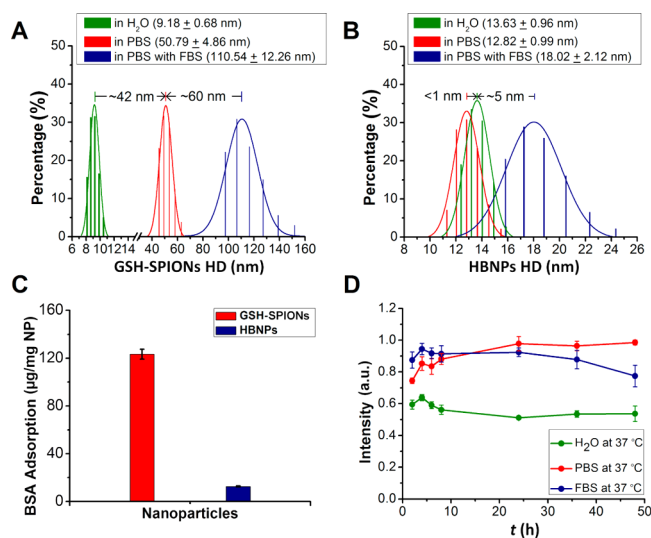 A
in H2O (9.18 ± 0.68 nm)
in PBS (50.79 ± 4.86 nm)
in PBS with FBS (110.54 ± 12.26 nm)
Percentage (%)
50
40
30
20
10
0
~42 nm
~60 nm
6 8 10 12 14 40 60 80 100 120 140 160
GSH-SPIONs HD (nm)
B
in H2O (13.63 ± 0.96 nm)
in PBS (12.82 ± 0.99 nm)
in PBS with FBS (18.02 ± 2.12 nm)
Percentage (%)
50
40
30
20
10
0
<1 nm
~5 nm
8 10 12 14 16 18 20 22 24 26
HBNPs HD (nm)
C
GSH-SPIONs
HBNPs
BSA Adsorption (μg/mg NP)
160
120
80
40
0
Nanoparticles
D
Intensity (a.u.)
1.2
1.0
0.8
0.6
0.4
0.2
0.0
H2O at 37 °C
PBS at 37 °C
FBS at 37 °C
0 10 20 30 40 50
t (h)